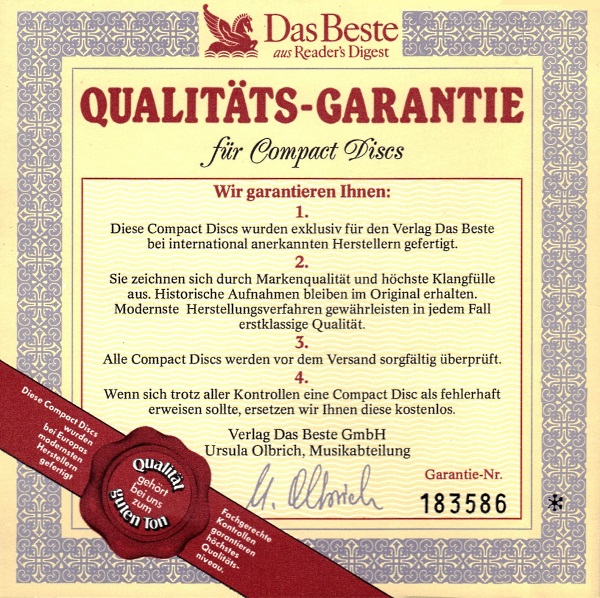 Das Beste
aus Reader's Digest
QUALITÄTS-GARANTIE
für Compact Discs
Wir garantieren Ihnen:
1.
Diese Compact Discs wurden exklusiv für den Verlag Das Beste
bei international anerkannten Herstellern gefertigt.
2.
Sie zeichnen sich durch Markenqualität und höchste Klangfülle
aus. Historische Aufnahmen bleiben im Original erhalten.
Modernste Herstellungsverfahren gewährleisten in jedem Fall
erstklassige Qualität.
3.
Alle Compact Discs werden vor dem Versand sorgfältig überprüft.
4.
Wenn sich trotz aller Kontrollen eine Compact Disc als fehlerhaft
erweisen sollte, ersetzen wir Ihnen diese kostenlos.
Verlag Das Beste GmbH
Ursula Olbrich, Musikabteilung
U. Olbrich
Garantie-Nr.
183586 *
Diese Compact Discs
wurden
bei Europas
modernsten
Herstellern
gefertigt
Qualität
gehört
bei uns
zum
guten Ton
Fachgerechte
Kontrollen
garantieren
höchstes
Qualitäts-
niveau.